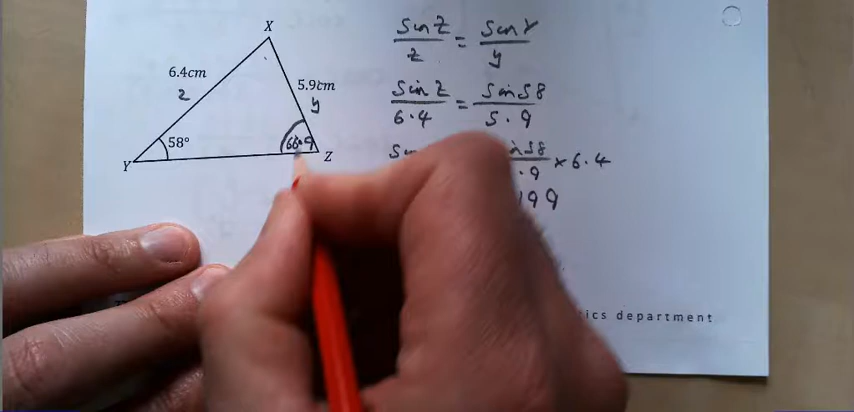 X
6.4cm
z
5.9cm
y
58°
66.9
Y
Z
sin Z / z = sin Y / y
sin Z / 6.4 = sin 58 / 5.9
× 6.4
199
ics department